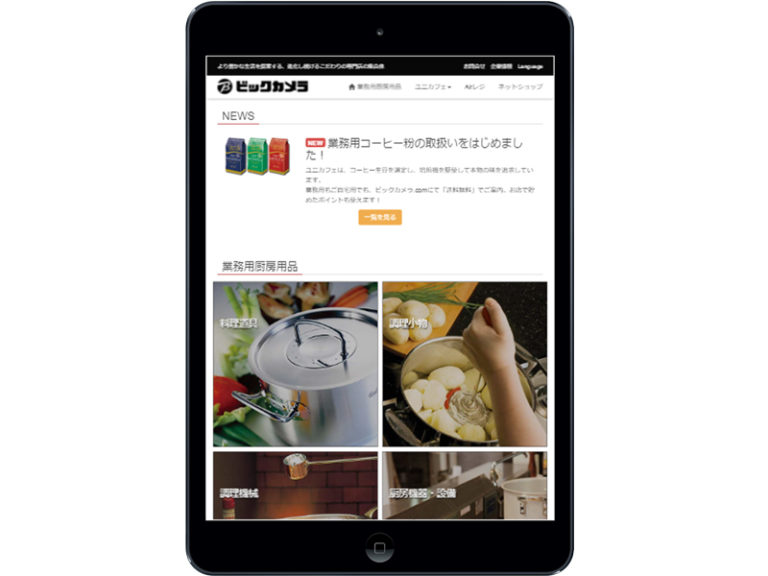 より豊かな生活を提案する、進化し続けるこだわりの専門店の集合体
お問合せ 企業情報 Language
ビックカメラ
業務用厨房用品 ユニカフェ Airレジ ネットショップ
NEWS
NEW 業務用コーヒー粉の取扱いをはじめまし
た！
ユニカフェは、コーヒー生豆を選定し、焙煎機を駆使して本物の味を追求してい
ます。
業務用もご自宅用でも、ビックカメラ.comにて「送料無料」でご案内。お店で貯
めたポイントも使えます！
一覧を見る
業務用厨房用品
料理道具
調理小物
調理機械
厨房機器・設備